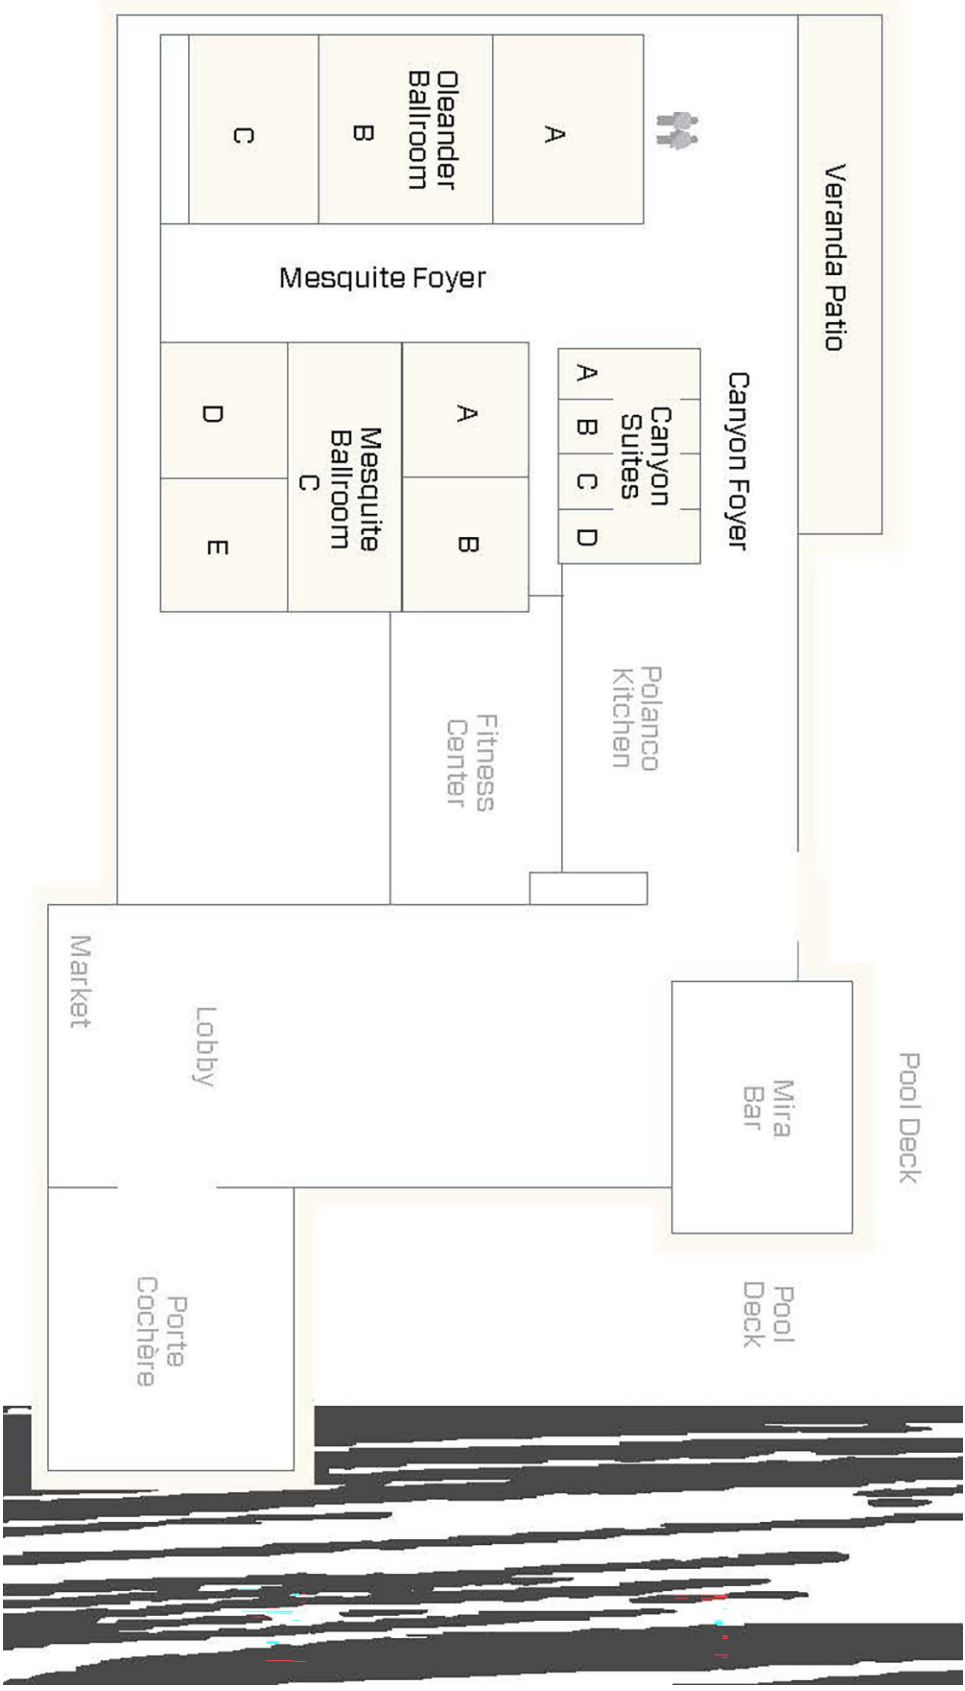 Oleander
Ballroom
A
B
C
Veranda Patio
Mesquite Foyer
Canyon Foyer
Canyon
Suites
A
B
C
D
Mesquite
Ballroom
C
A
B
D
E
Polanco
Kitchen
Fitness
Center
Market
Lobby
Mira
Bar
Pool Deck
Pool
Deck
Porte
Cochère